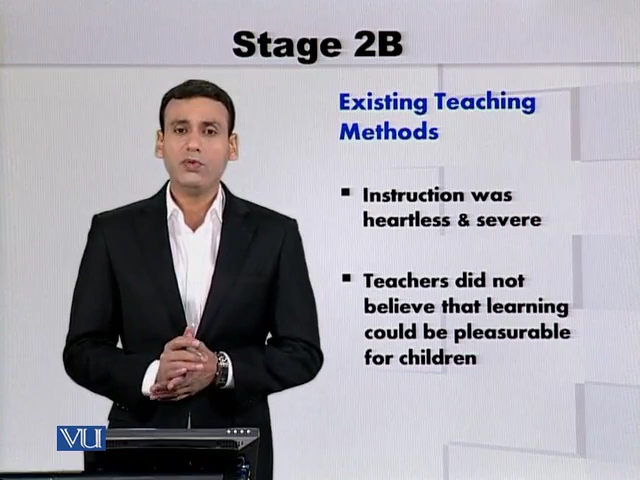 Stage 2B
Existing Teaching
Methods
▪ Instruction was
heartless & severe
▪ Teachers did not
believe that learning
could be pleasurable
for children
VU